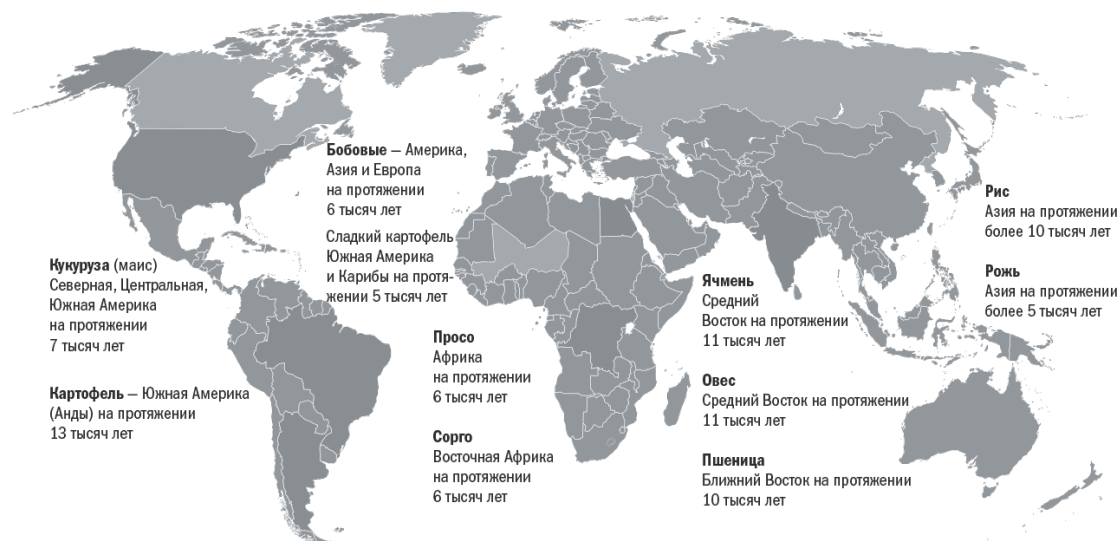 Бобовые — Америка,
Азия и Европа
на протяжении
6 тысяч лет
Сладкий картофель
Южная Америка
и Карибы на протя-
жении 5 тысяч лет
Кукуруза (маис)
Северная, Центральная,
Южная Америка
на протяжении
7 тысяч лет
Картофель — Южная Америка
(Анды) на протяжении
13 тысяч лет
Просо
Африка
на протяжении
6 тысяч лет
Сорго
Восточная Африка
на протяжении
6 тысяч лет
Ячмень
Средний
Восток на протяжении
11 тысяч лет
Овес
Средний Восток на протяжении
11 тысяч лет
Пшеница
Ближний Восток на протяжении
10 тысяч лет
Рис
Азия на протяжении
более 10 тысяч лет
Рожь
Азия на протяжении
более 5 тысяч лет